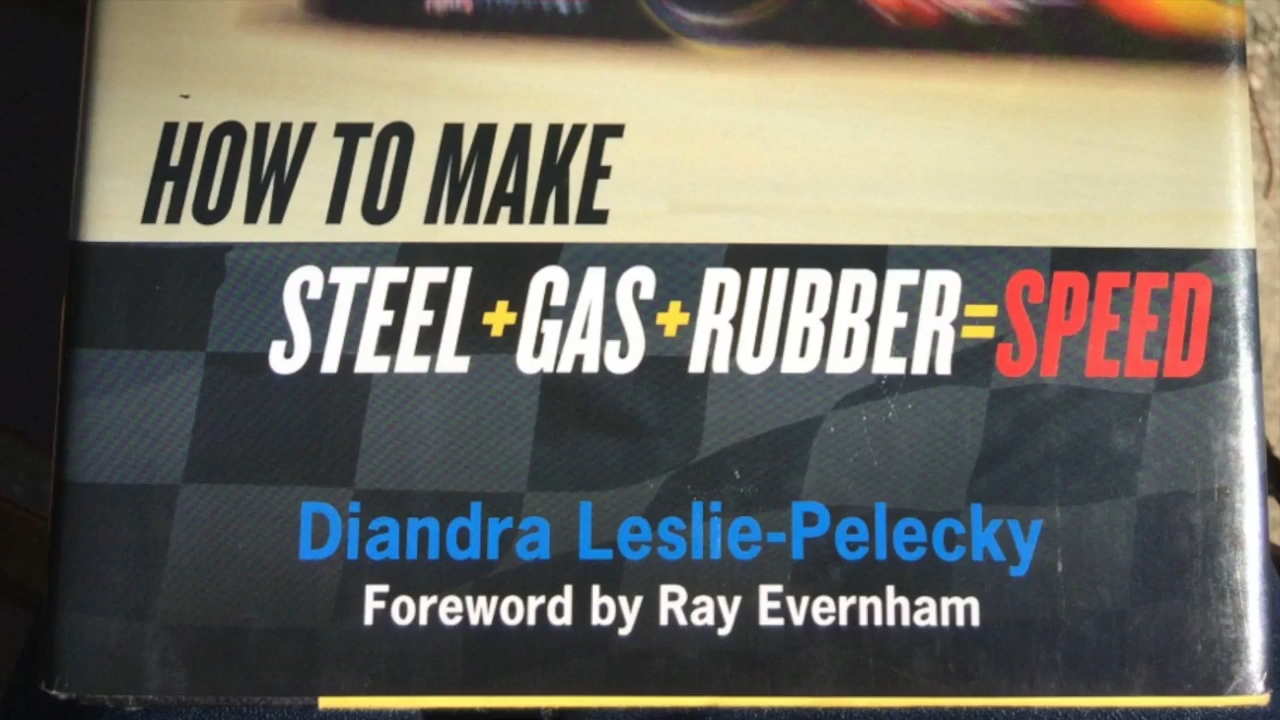 HOW TO MAKE
STEEL+GAS+RUBBER=SPEED
Diandra Leslie-Pelecky
Foreword by Ray Evernham